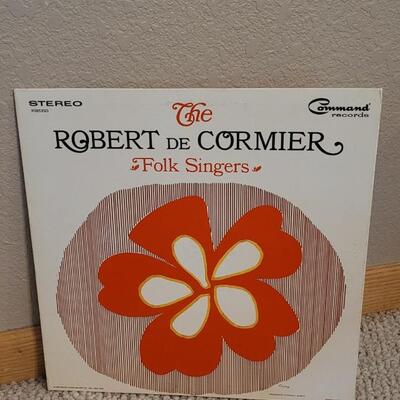 STEREO
Command
records
The
ROBERT DE CORMIER
Folk Singers